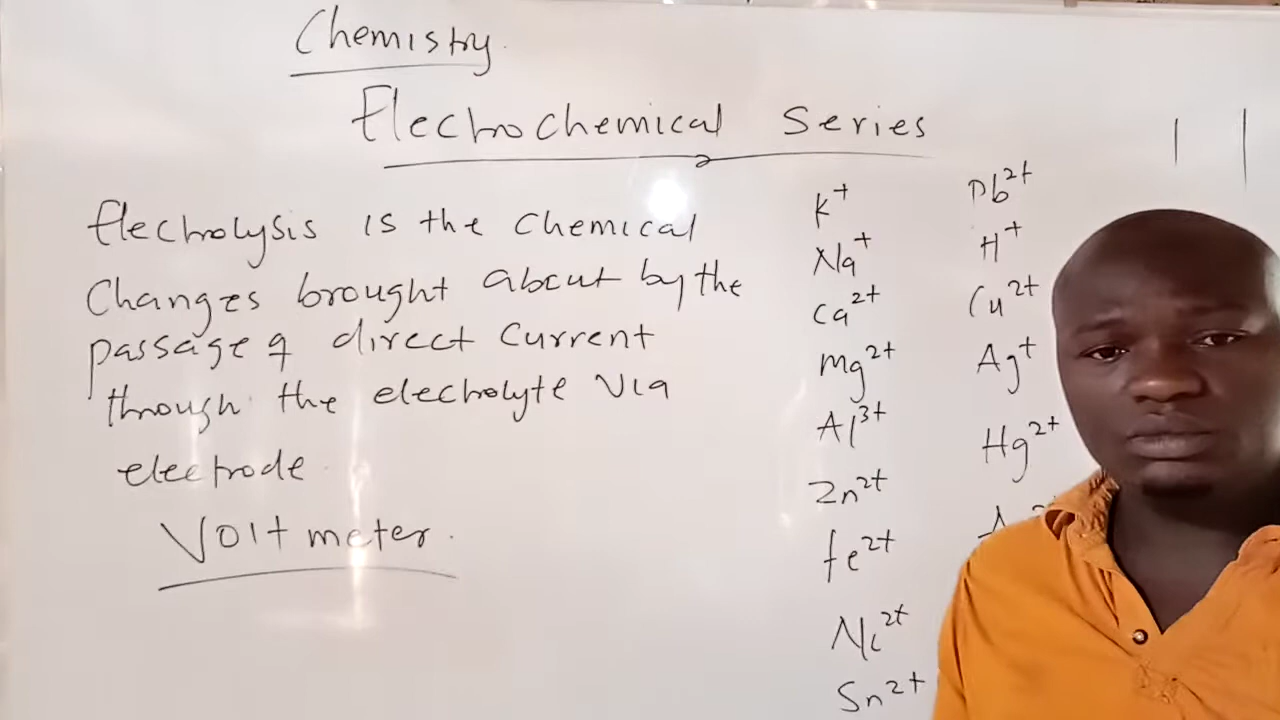 Chemistry.
Electrochemical Series
Electrolysis is the Chemical
Changes brought about by the
passage of direct Current
through the electrolyte via
electrode.
Voltmeter.
K⁺
Na⁺
Ca²⁺
Mg²⁺
Al³⁺
Zn²⁺
Fe²⁺
Ni²⁺
Sn²⁺
Pb²⁺
H⁺
Cu²⁺
Ag⁺
Hg²⁺